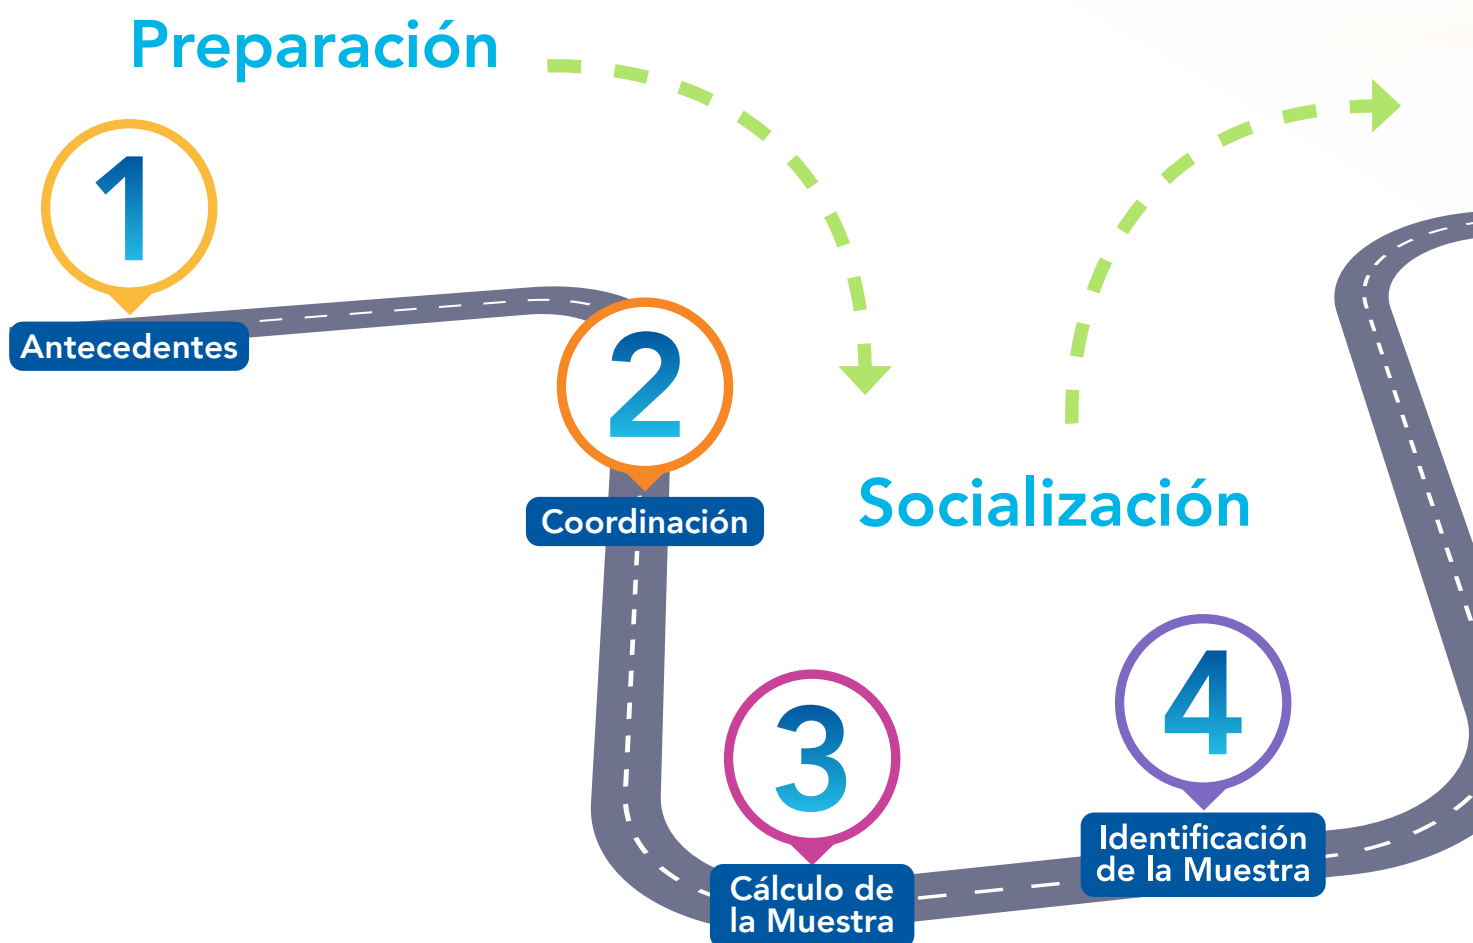 Preparación
1
Antecedentes
2
Coordinación
Socialización
3
Cálculo de
la Muestra
4
Identificación
de la Muestra